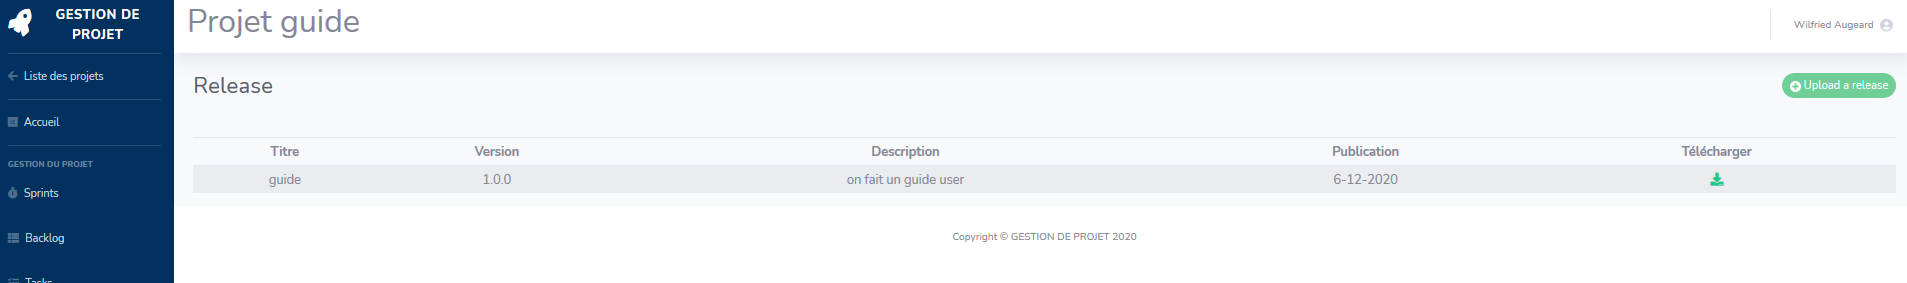 GESTION DE
PROJET
Liste des projets
Accueil
GESTION DU PROJET
Sprints
Backlog
Tasks
Projet guide
Wilfried Augeard
Release
Upload a release
Titre Version Description Publication Télécharger
guide 1.0.0 on fait un guide user 6-12-2020
Copyright © GESTION DE PROJET 2020